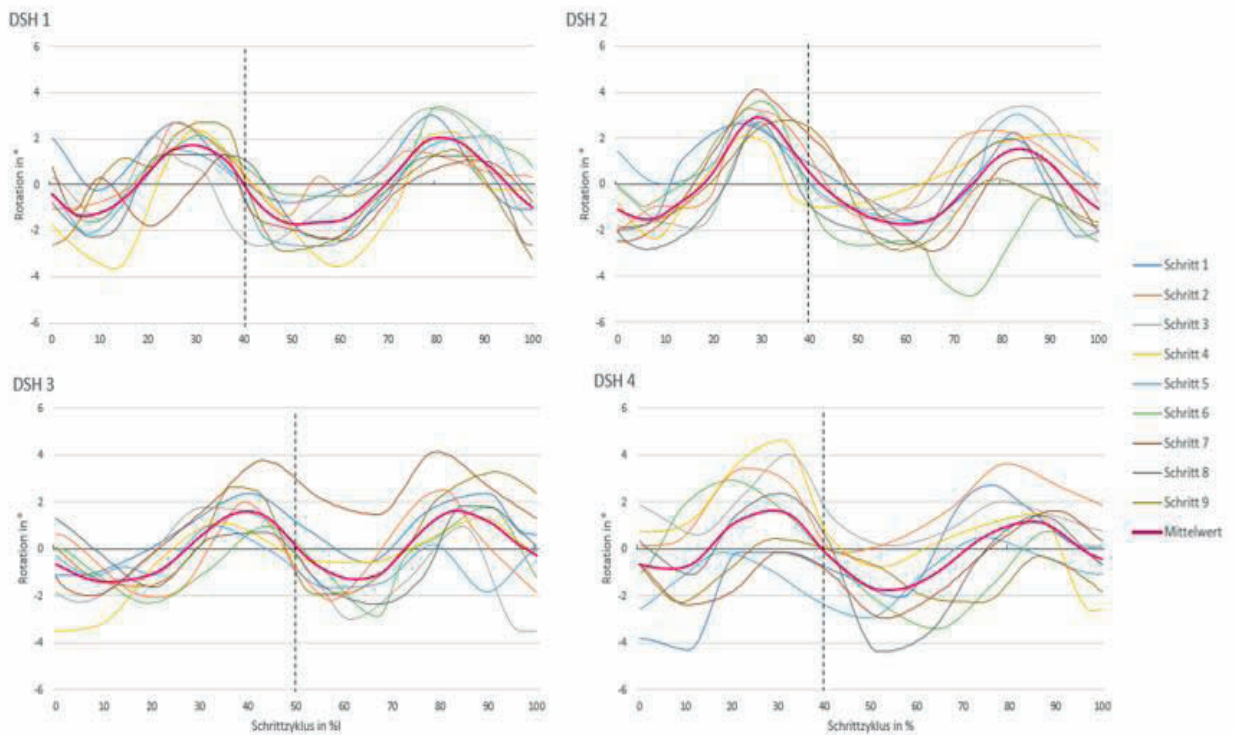 DSH 1
6
4
2
0
-2
-4
-6
Rotation in °
0 10 20 30 40 50 60 70 80 90 100
DSH 2
6
4
2
0
-2
-4
-6
Rotation in °
0 10 20 30 40 50 60 70 80 90 100
DSH 3
6
4
2
0
-2
-4
-6
Rotation in °
0 10 20 30 40 50 60 70 80 90 100
Schrittzyklus in %l
DSH 4
6
4
2
0
-2
-4
-6
Rotation in °
0 10 20 30 40 50 60 70 80 90 100
Schrittzyklus in %
Schritt 1
Schritt 2
Schritt 3
Schritt 4
Schritt 5
Schritt 6
Schritt 7
Schritt 8
Schritt 9
Mittelwert